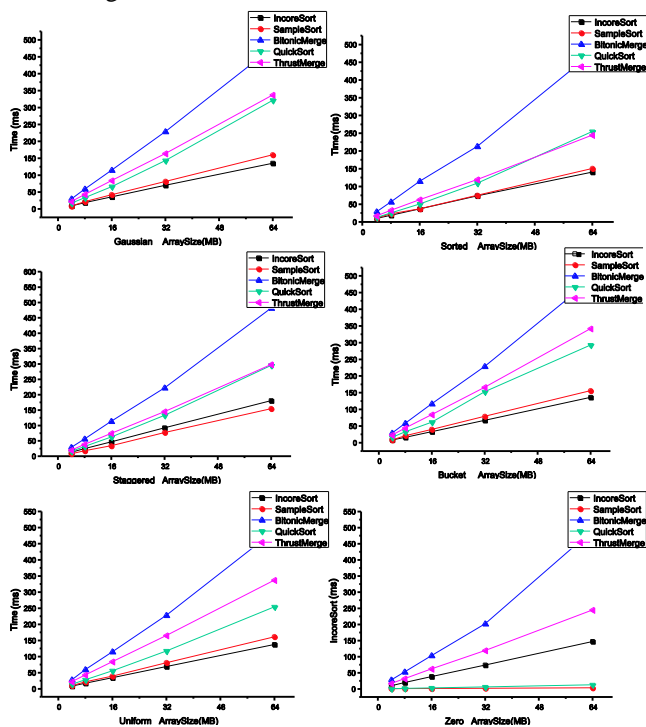 IncoreSort
SampleSort
BitonicMerge
QuickSort
ThrustMerge
Time (ms)
500
450
400
350
300
250
200
150
100
50
0
0 16 32 48 64
Gaussian ArraySize(MB)
IncoreSort
SampleSort
BitonicMerge
QuickSort
ThrustMerge
Time (ms)
500
450
400
350
300
250
200
150
100
50
0
0 16 32 48 64
Sorted ArraySize(MB)
IncoreSort
SampleSort
BitonicMerge
QuickSort
ThrustMerge
Time (ms)
600
550
500
450
400
350
300
250
200
150
100
50
0
0 16 32 48 64
Staggered ArraySize(MB)
IncoreSort
SampleSort
BitonicMerge
QuickSort
ThrustMerge
Time (ms)
500
450
400
350
300
250
200
150
100
50
0
0 16 32 48 64
Bucket ArraySize(MB)
IncoreSort
SampleSort
BitonicMerge
QuickSort
ThrustMerge
Time (ms)
550
500
450
400
350
300
250
200
150
100
50
0
0 16 32 48 64
Uniform ArraySize(MB)
IncoreSort
SampleSort
BitonicMerge
QuickSort
ThrustMerge
IncoreSort (ms)
550
500
450
400
350
300
250
200
150
100
50
0
0 16 32 48 64
Zero ArraySize(MB)